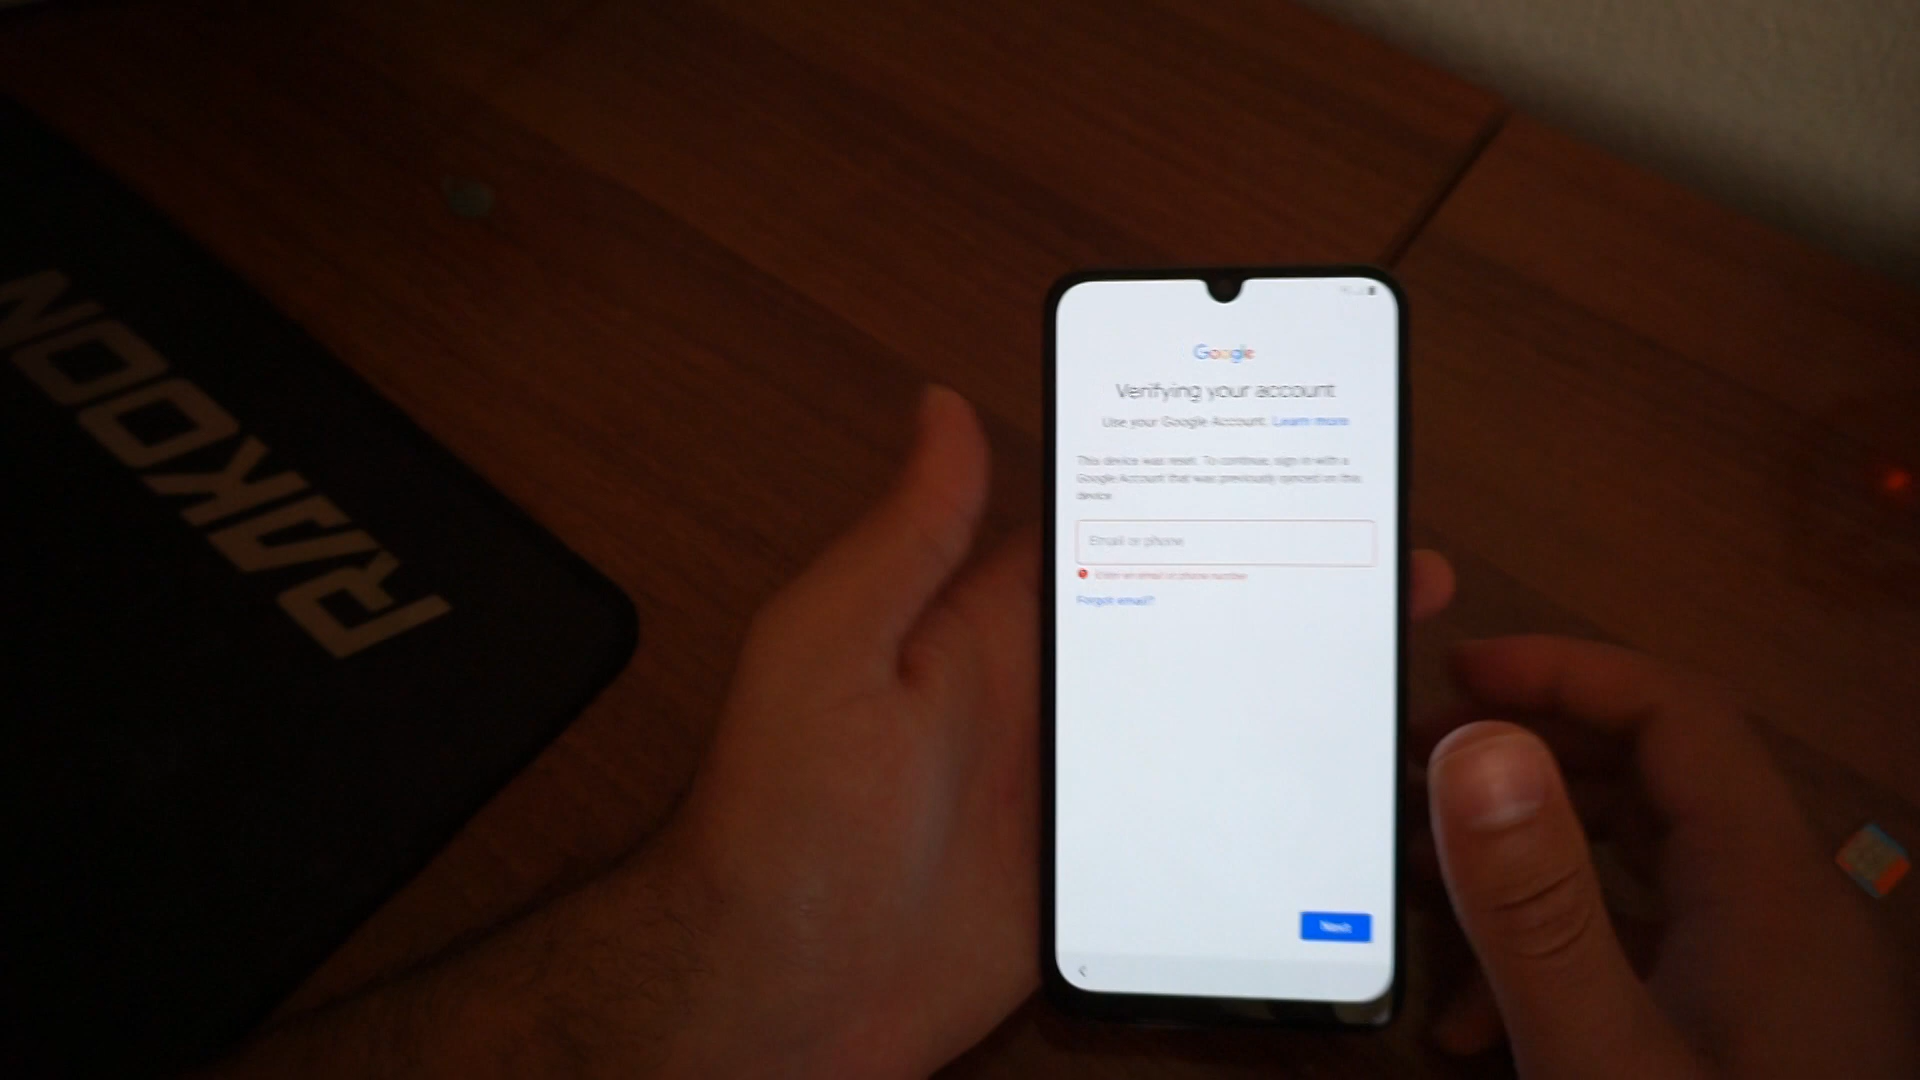 RAKOON
Google
Verifying your account
Use your Google Account. Learn more
This device was reset. To continue, sign in with a
Google Account that was previously synced on this
device.
Email or phone
Enter an email or phone number
Forgot email?
Next